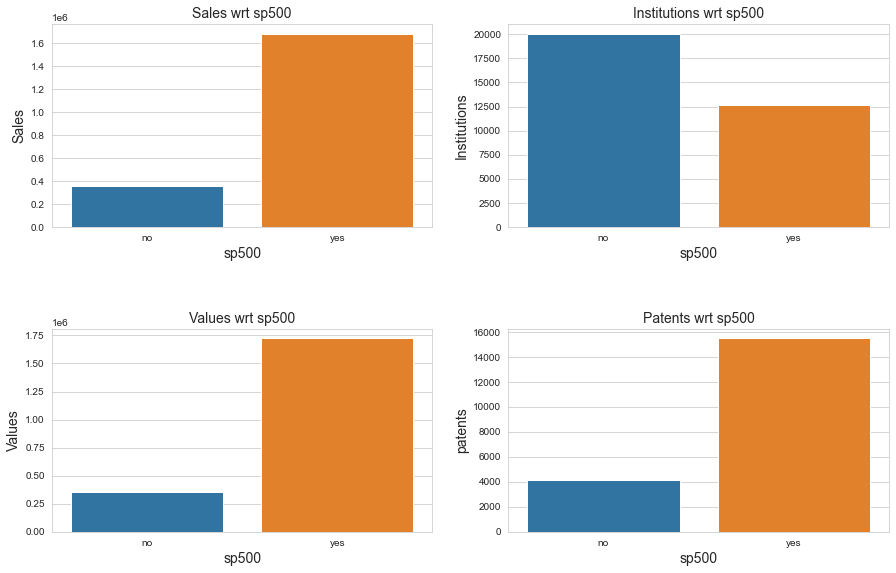 Sales wrt sp500
1e6
1.6
1.4
1.2
1.0
0.8
0.6
0.4
0.2
0.0
Sales
no yes
sp500
Institutions wrt sp500
20000
17500
15000
12500
10000
7500
5000
2500
0
Institutions
no yes
sp500
Values wrt sp500
1e6
1.75
1.50
1.25
1.00
0.75
0.50
0.25
0.00
Values
no yes
sp500
Patents wrt sp500
16000
14000
12000
10000
8000
6000
4000
2000
0
patents
no yes
sp500